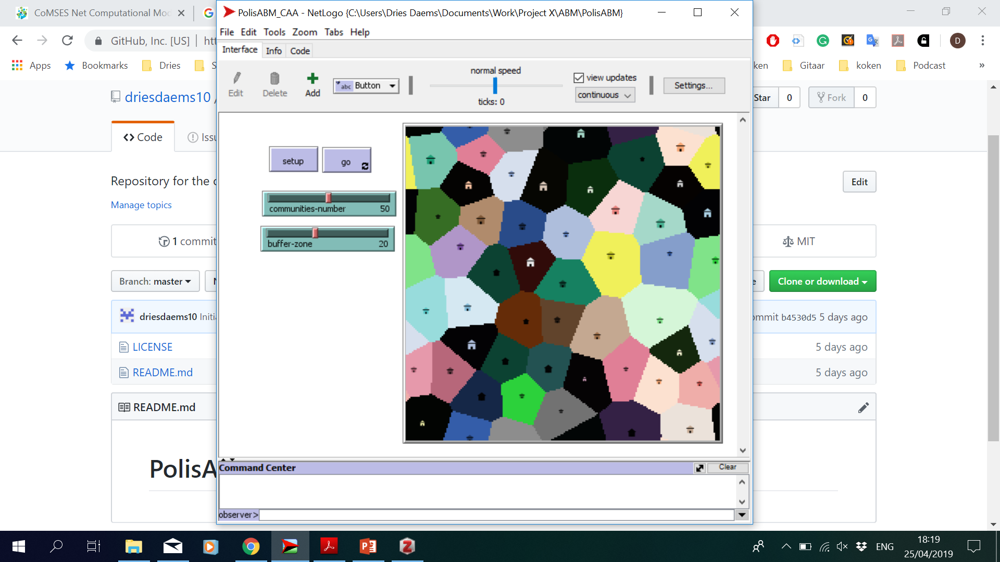 CoMSES Net Computational Mod
PolisABM_CAA - NetLogo {C:\Users\Dries Daems\Documents\Work\Project X\ABM\PolisABM}
GitHub, Inc. [US]
File Edit Tools Zoom Tabs Help
D
Interface Info Code
Apps Bookmarks Dries S
ken Gitaar koken Podcast »
Edit Delete Add
abc Button
normal speed
ticks: 0
view updates
continuous
Settings...
driesdaems10 /
Star 0 Fork 0
Code Issu
setup go
Repository for the c
Edit
Manage topics
communities-number 50
buffer-zone 20
1 commit
MIT
Branch: master N
e Clone or download
driesdaems10 Initia
ommit b4530d5 5 days ago
LICENSE 5 days ago
README.md 5 days ago
README.md
PolisA
Command Center Clear
observer>
ENG
18:19
25/04/2019